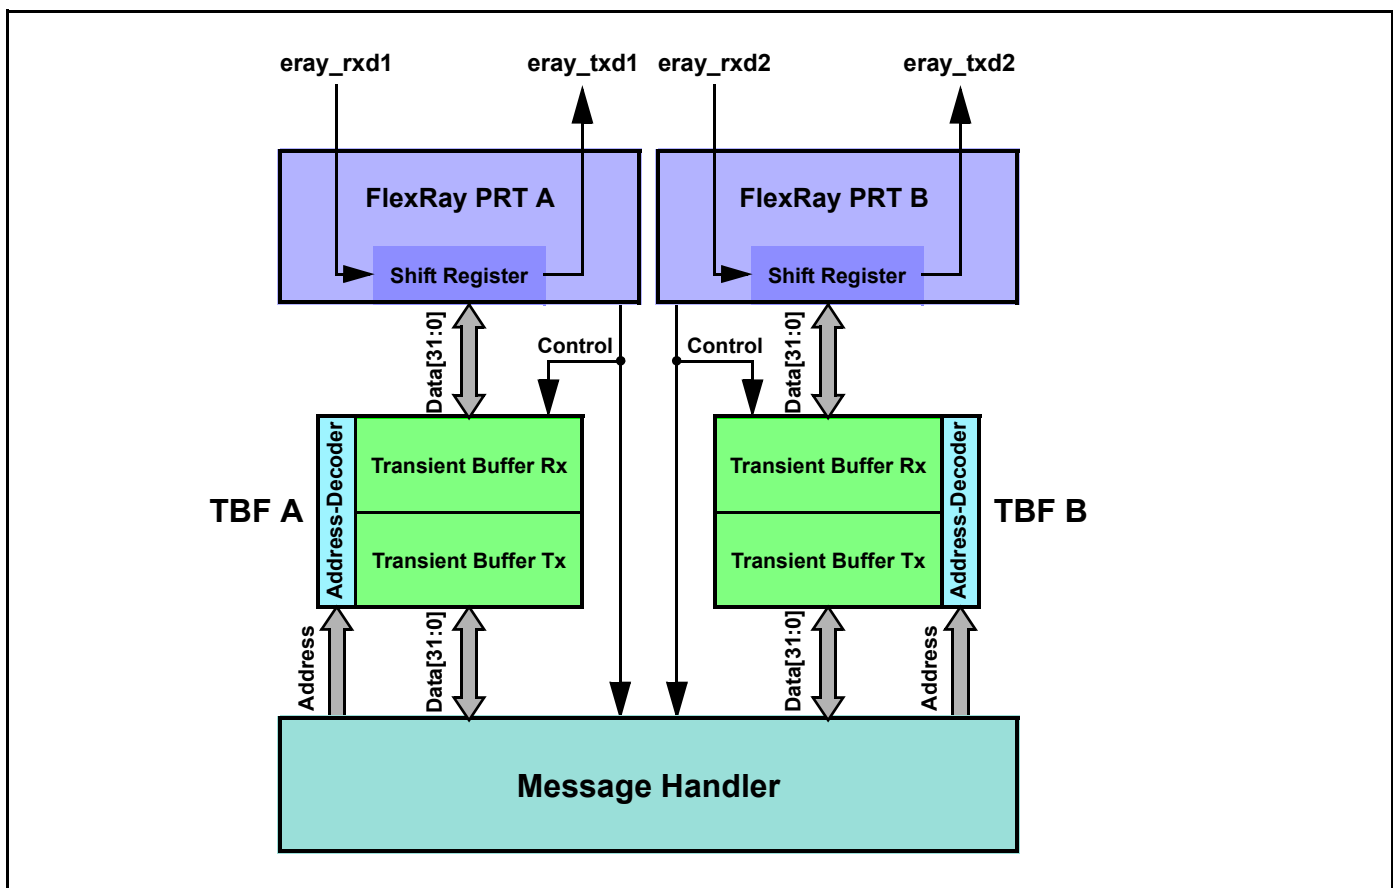 eray_rxd1 eray_txd1 eray_rxd2 eray_txd2
FlexRay PRT A FlexRay PRT B
Shift Register Shift Register
Data[31:0] Control Control Data[31:0]
TBF A Address-Decoder Transient Buffer Rx Transient Buffer Rx Address-Decoder TBF B
Transient Buffer Tx Transient Buffer Tx
Address Data[31:0] Data[31:0] Address
Message Handler